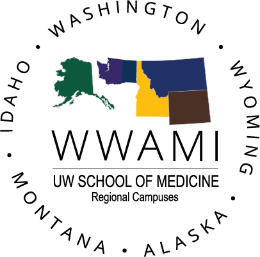 WASHINGTON • WYOMING • ALASKA • MONTANA • IDAHO •
WWAMI
UW SCHOOL OF MEDICINE
Regional Campuses